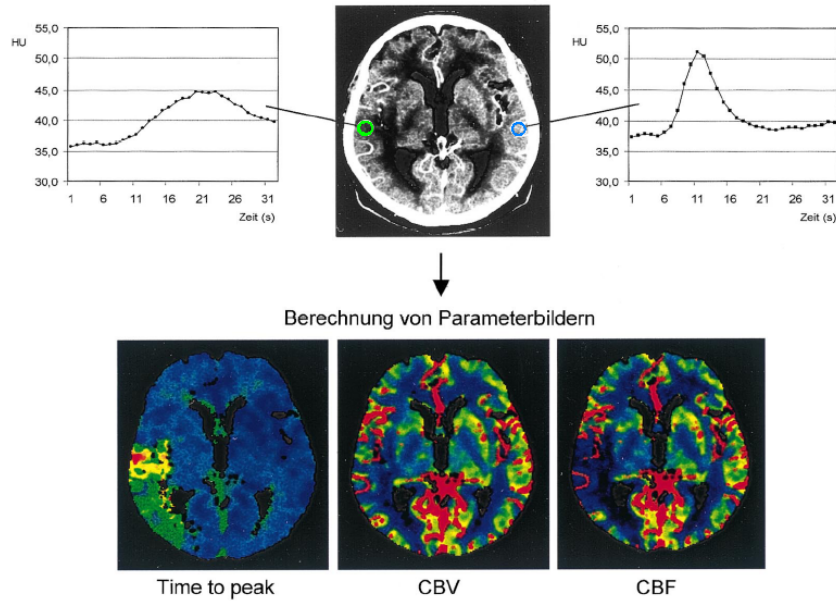 55,0
HU
50,0
45,0
40,0
35,0
30,0
1 6 11 16 21 26 31
Zeit (s)
55,0
HU
50,0
45,0
40,0
35,0
30,0
1 6 11 16 21 26 31
Zeit (s)
Berechnung von Parameterbildern
Time to peak CBV CBF